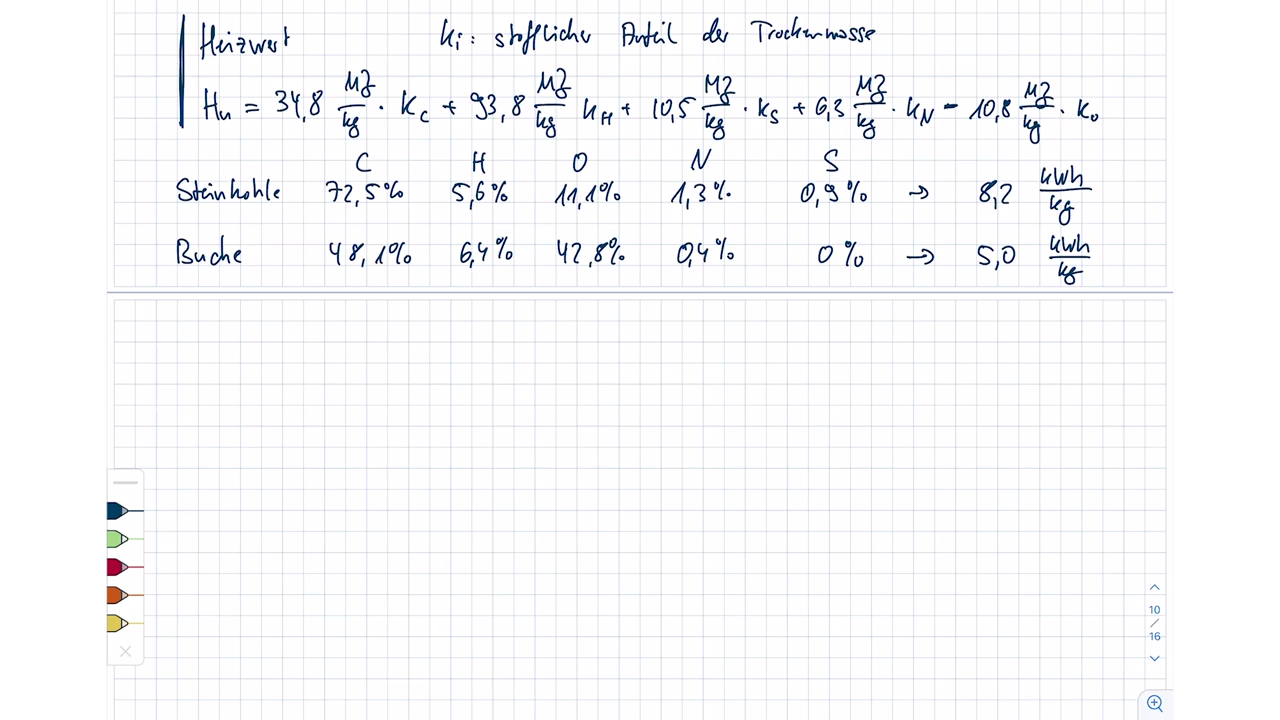 Heizwert ki: stofflicher Anteil der Trockenmasse
Hu = 34,8 MJ/kg · kC + 93,8 MJ/kg kH + 10,5 MJ/kg · kS + 6,3 MJ/kg · kN - 10,8 MJ/kg · kO
C H O N S
Steinkohle 72,5% 5,6% 11,1% 1,3% 0,9% → 8,2 kWh/kg
Buche 48,1% 6,4% 42,8% 0,4% 0% → 5,0 kWh/kg
10
/
16